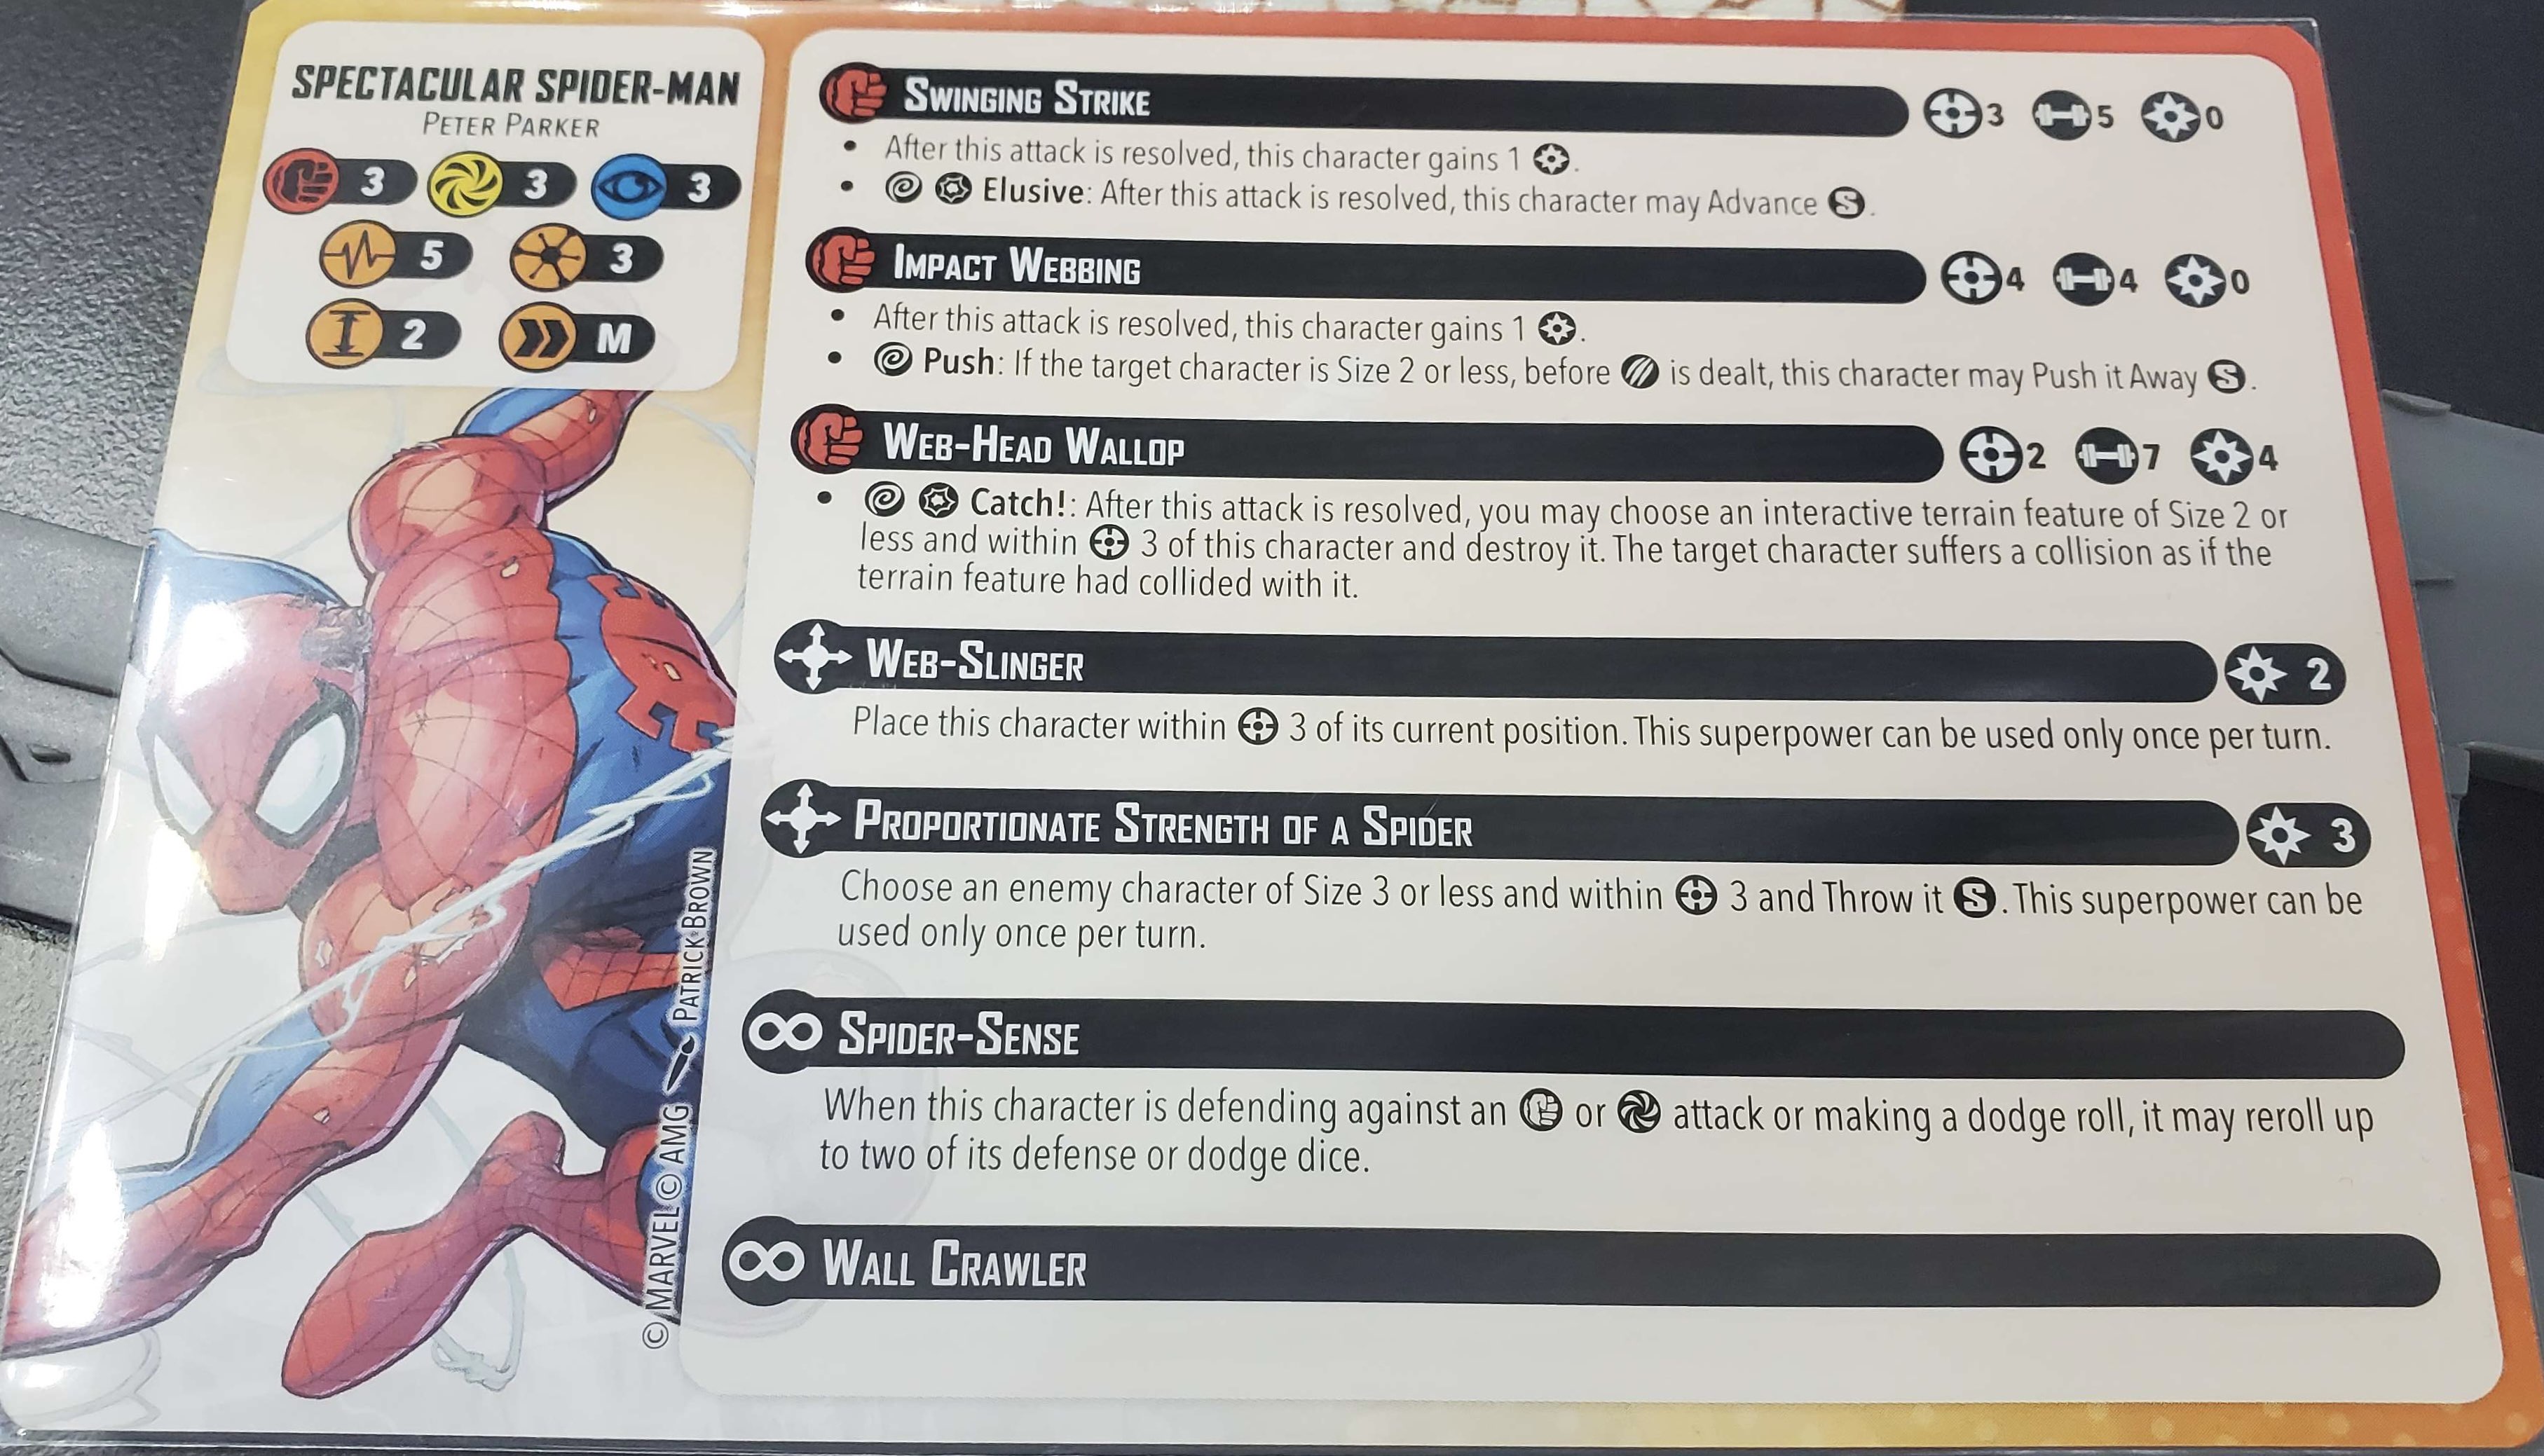 SPECTACULAR SPIDER-MAN
PETER PARKER
3 3 3
5 3
2 M
SWINGING STRIKE 3 5 0
• After this attack is resolved, this character gains 1 .
• Elusive: After this attack is resolved, this character may Advance S.
IMPACT WEBBING 4 4 0
• After this attack is resolved, this character gains 1 .
• Push: If the target character is Size 2 or less, before is dealt, this character may Push it Away S.
WEB-HEAD WALLOP 2 7 4
• Catch!: After this attack is resolved, you may choose an interactive terrain feature of Size 2 or
less and within 3 of this character and destroy it. The target character suffers a collision as if the
terrain feature had collided with it.
WEB-SLINGER 2
Place this character within 3 of its current position. This superpower can be used only once per turn.
PROPORTIONATE STRENGTH OF A SPIDER 3
Choose an enemy character of Size 3 or less and within 3 and Throw it S. This superpower can be
used only once per turn.
SPIDER-SENSE
When this character is defending against an or attack or making a dodge roll, it may reroll up
to two of its defense or dodge dice.
WALL CRAWLER
© MARVEL © AMG PATRICK BROWN